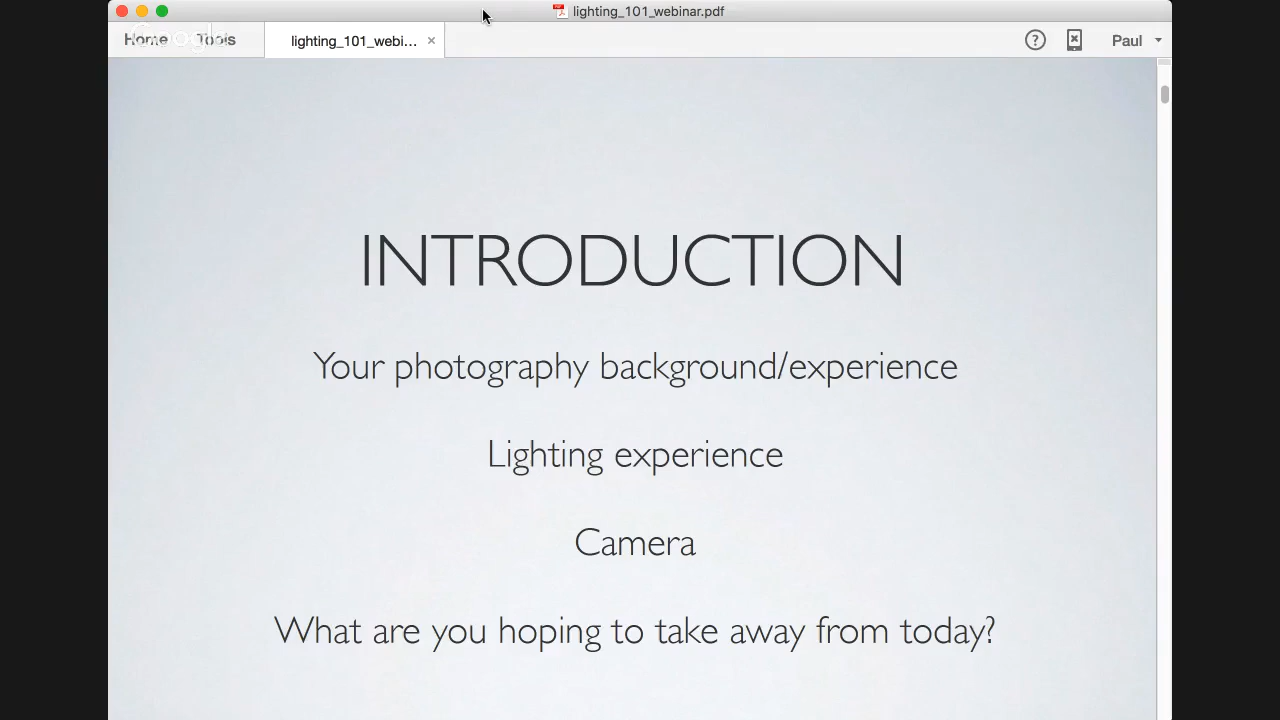 lighting_101_webinar.pdf
Google
Home Tools lighting_101_webi... × ? Paul
INTRODUCTION
Your photography background/experience
Lighting experience
Camera
What are you hoping to take away from today?